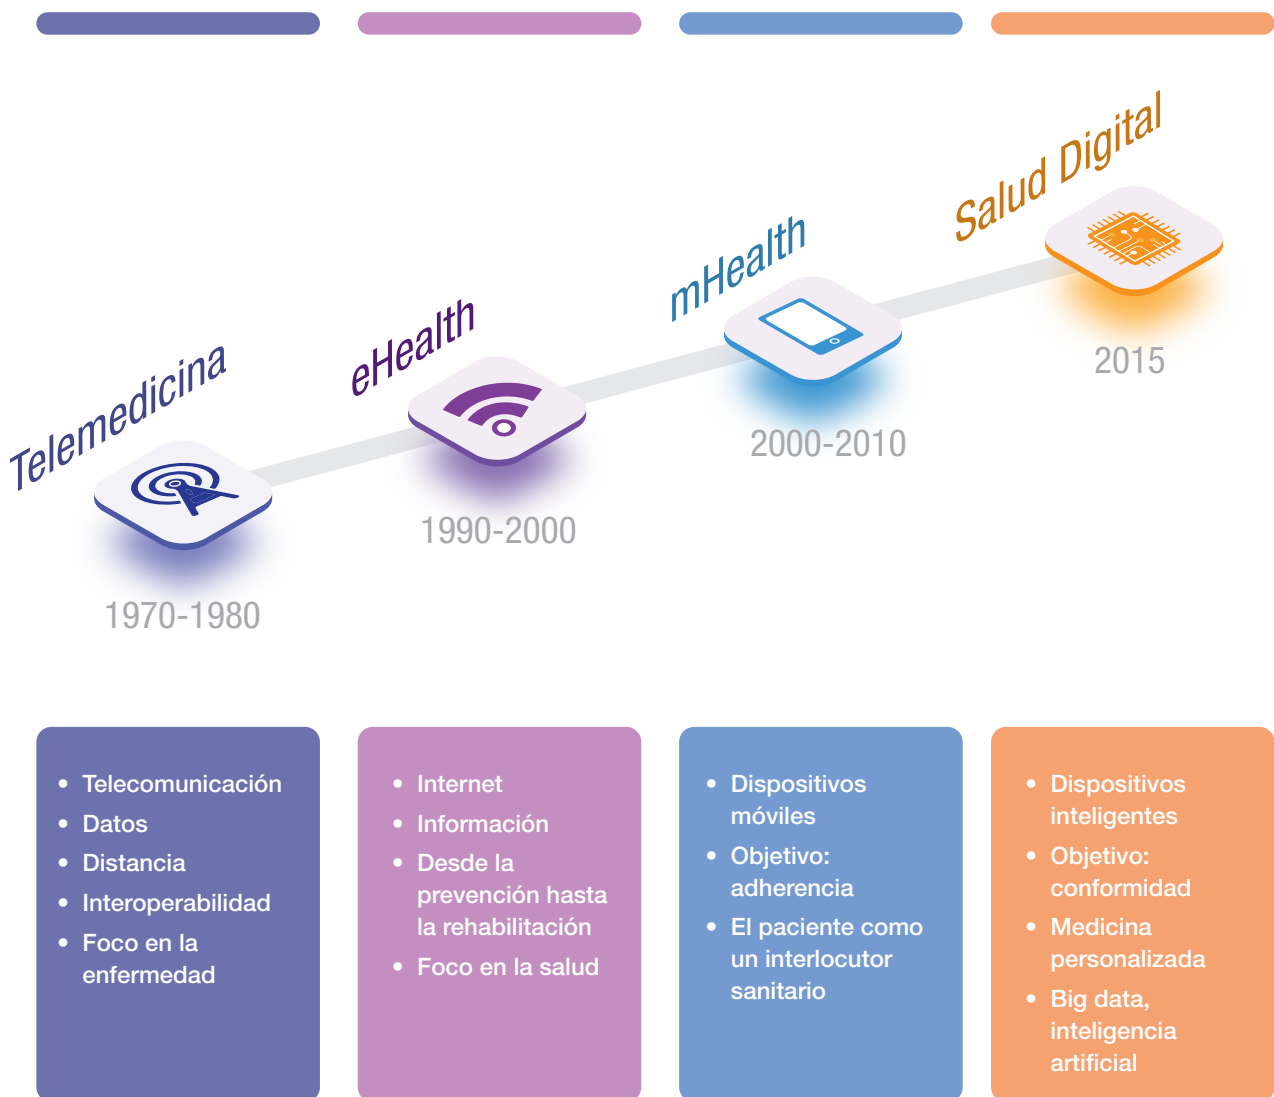 Telemedicina
1970-1980
eHealth
1990-2000
mHealth
2000-2010
Salud Digital
2015
• Telecomunicación
• Datos
• Distancia
• Interoperabilidad
• Foco en la
enfermedad
• Internet
• Información
• Desde la
prevención hasta
la rehabilitación
• Foco en la salud
• Dispositivos
móviles
• Objetivo:
adherencia
• El paciente como
un interlocutor
sanitario
• Dispositivos
inteligentes
• Objetivo:
conformidad
• Medicina
personalizada
• Big data,
inteligencia
artificial